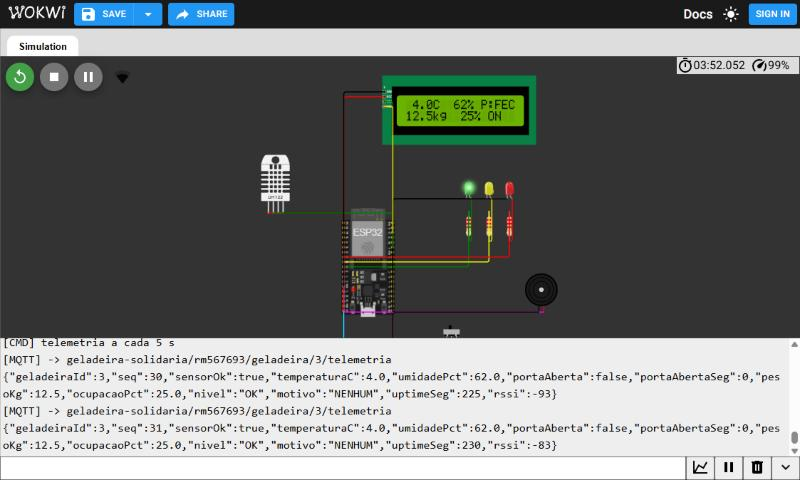 WOKWi
SAVE
SHARE
Docs
SIGN IN
Simulation
03:52.052
99%
4.0C 62% P:FEC
12.5kg 25% ON
ESP32
[CMD] telemetria a cada 5 s
[MQTT] -> geladeira-solidaria/rm567693/geladeira/3/telemetria
{"geladeiraId":3,"seq":30,"sensorOk":true,"temperaturaC":4.0,"umidadePct":62.0,"portaAberta":false,"portaAbertaSeg":0,"pes
oKg":12.5,"ocupacaoPct":25.0,"nivel":"OK","motivo":"NENHUM","uptimeSeg":225,"rssi":-93}
[MQTT] -> geladeira-solidaria/rm567693/geladeira/3/telemetria
{"geladeiraId":3,"seq":31,"sensorOk":true,"temperaturaC":4.0,"umidadePct":62.0,"portaAberta":false,"portaAbertaSeg":0,"pes
oKg":12.5,"ocupacaoPct":25.0,"nivel":"OK","motivo":"NENHUM","uptimeSeg":230,"rssi":-83}